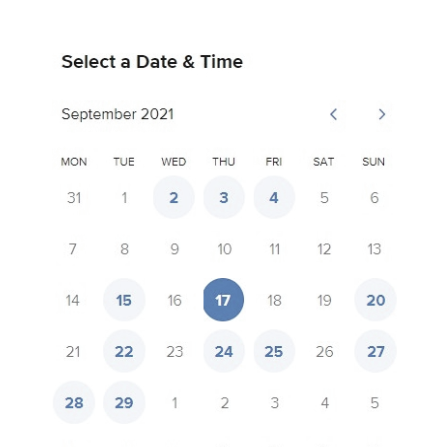 Select a Date & Time
September 2021
MON TUE WED THU FRI SAT SUN
31 1 2 3 4 5 6
7 8 9 10 11 12 13
14 15 16 17 18 19 20
21 22 23 24 25 26 27
28 29 1 2 3 4 5